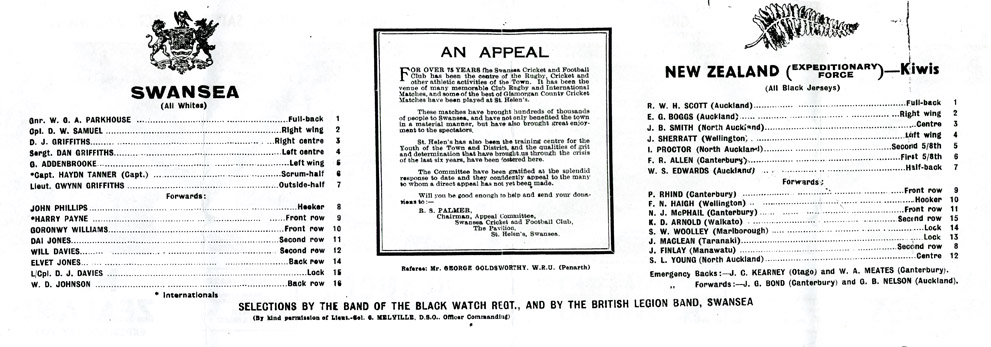 SWANSEA
(All Whites)
Gnr. W. G. A. PARKHOUSE Full-back 1
Cpl. D. W. SAMUEL Right wing 2
D. J. GRIFFITHS Right centre 3
Sergt. DAN GRIFFITHS Left centre 4
G. ADDENBROOKE Left wing 5
*Capt. HAYDN TANNER (Capt.) Scrum-half 6
Lieut. GWYNN GRIFFITHS Outside-half 7
Forwards:
JOHN PHILLIPS Hooker 8
*HARRY PAYNE Front row 9
GORONWY WILLIAMS Front row 10
DAI JONES Second row 11
WILL DAVIES Second row 12
ELVET JONES Back row 14
L/Cpl. D. J. DAVIES Lock 15
W. D. JOHNSON Back row 16
* Internationals
AN APPEAL
FOR OVER 75 YEARS the Swansea Cricket and Football
Club has been the centre of the Rugby, Cricket and
other athletic activities of the Town. It has been the
venue of many memorable Club Rugby and International
Matches, and some of the best of Glamorgan County Cricket
Matches have been played at St. Helen's.
These matches have brought hundreds of thousands
of people to Swansea, and have not only benefited the town
in a material manner, but have also brought great enjoy-
ment to the spectators.
St. Helen's has also been the training centre for the
Youth of the Town and District, and the qualities of grit
and determination that have brought us through the crisis
of the last six years, have been fostered here.
The Committee have been gratified at the splendid
response to date and they confidently appeal to the many
to whom a direct appeal has not yet been made.
Will you be good enough to help and send your dona-
tions to:—
R. S. PALMER,
Chairman, Appeal Committee,
Swansea Cricket and Football Club,
The Pavilion,
St. Helen's, Swansea.
Referee: Mr. GEORGE GOLDSWORTHY, W.R.U. (Penarth)
NEW ZEALAND (EXPEDITIONARY FORCE)—Kiwis
(All Black Jerseys)
R. W. H. SCOTT (Auckland) Full-back 1
E. G. BOGGS (Auckland) Right wing 2
J. B. SMITH (North Auckland) Centre 3
J. SHERRATT (Wellington) Left wing 4
I. PROCTOR (North Auckland) Second 5/8th 5
F. R. ALLEN (Canterbury) First 5/8th 6
W. S. EDWARDS (Auckland) Half-back 7
Forwards:
P. RHIND (Canterbury) Front row 9
F. N. HAIGH (Wellington) Hooker 10
N. J. McPHAIL (Canterbury) Front row 11
K. D. ARNOLD (Waikato) Second row 15
S. W. WOOLLEY (Marlborough) Lock 14
J. MACLEAN (Taranaki) Lock 13
J. FINLAY (Manawatu) Second row 8
S. L. YOUNG (North Auckland) Centre 12
Emergency Backs:—J. C. KEARNEY (Otago) and W. A. MEATES (Canterbury).
„ Forwards:—J. G. BOND (Canterbury) and G. B. NELSON (Auckland).
SELECTIONS BY THE BAND OF THE BLACK WATCH REGT., AND BY THE BRITISH LEGION BAND, SWANSEA
(By kind permission of Lieut.-Col. G. MELVILLE, D.S.O., Officer Commanding)